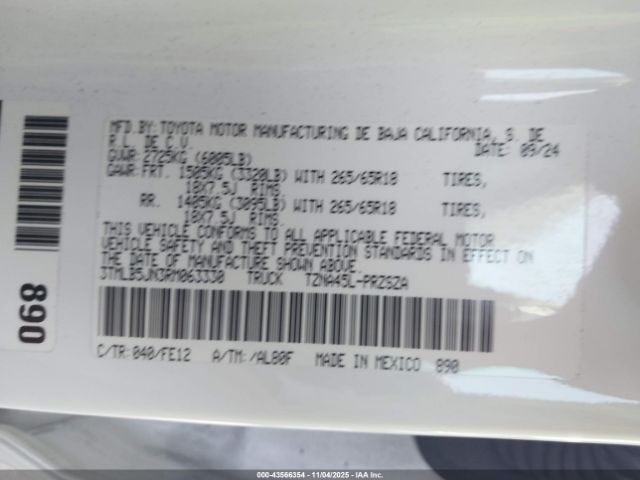 MFD.BY:TOYOTA MOTOR MANUFACTURING DE BAJA CALIFORNIA, S. DE
R.L. DE C.V. DATE: 09/24
GVWR:2725KG (6005LB)
GAWR:FRT. 1505KG (3320LB) WITH 265/65R18 TIRES,
18X7.5J RIMS.
RR. 1405KG (3095LB) WITH 265/65R18 TIRES,
18X7.5J RIMS.
THIS VEHICLE CONFORMS TO ALL APPLICABLE FEDERAL MOTOR
VEHICLE SAFETY AND THEFT PREVENTION STANDARDS IN EFFECT ON
THE DATE OF MANUFACTURE SHOWN ABOVE.
3TMLB5JN3RM063330 TRUCK TZNA45L-PRZSZA
C/TR:040/FE12 A/TM:/AL80F MADE IN MEXICO 890
890
00-43566354 | 11/04/2025 | IAA Inc.